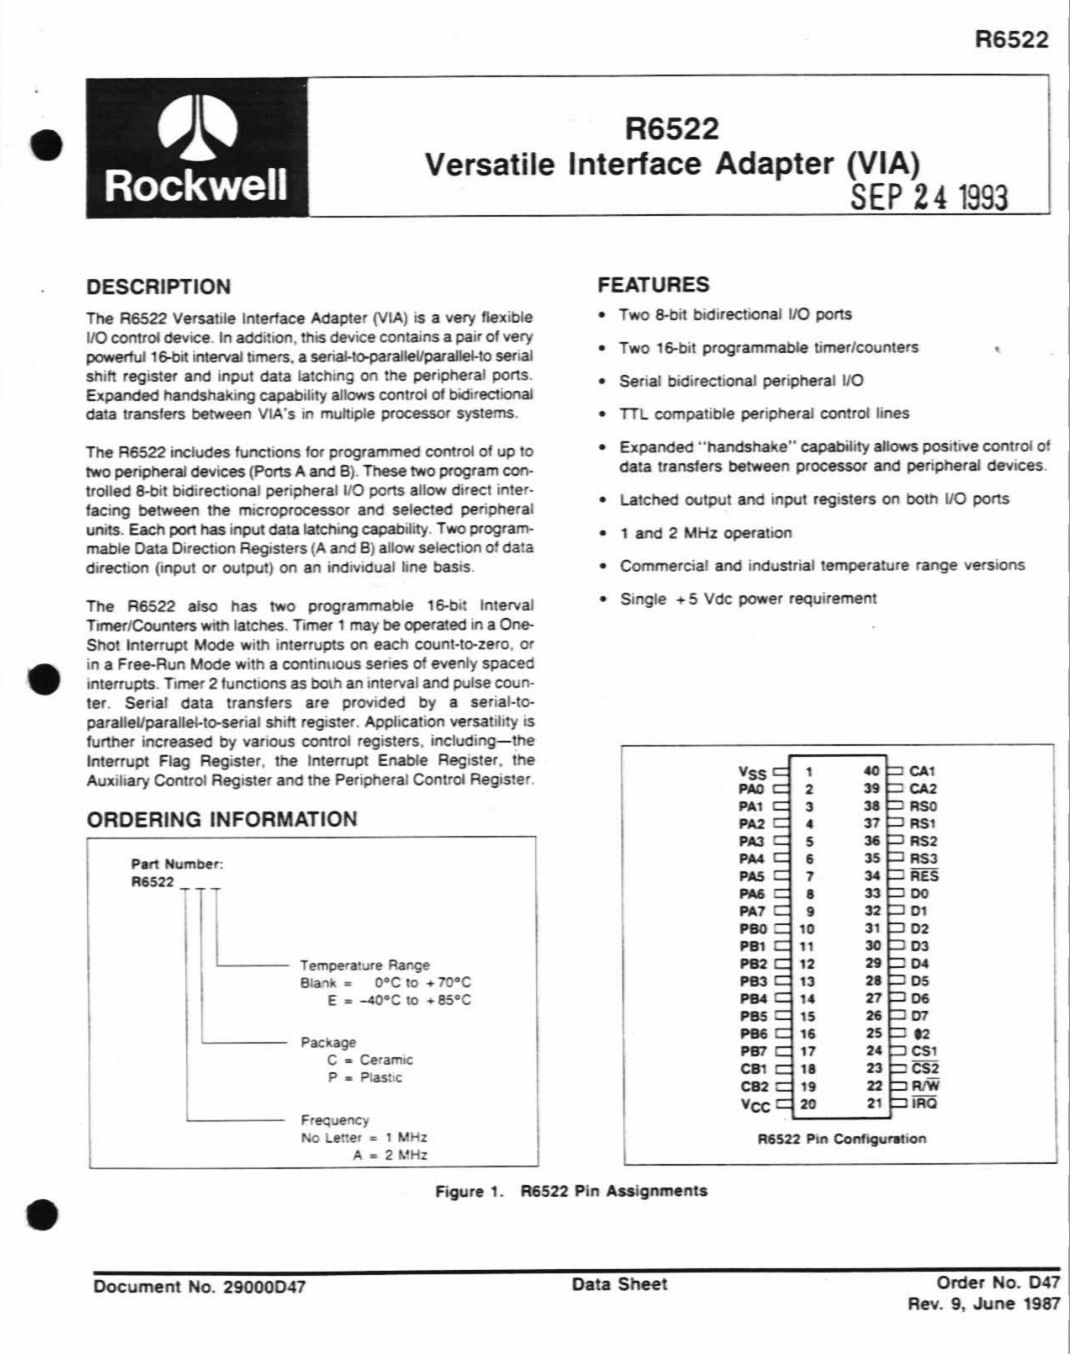 R6522
Rockwell
R6522
Versatile Interface Adapter (VIA)
SEP 24 1993
DESCRIPTION
The R6522 Versatile Interface Adapter (VIA) is a very flexible
I/O control device. In addition, this device contains a pair of very
powerful 16-bit interval timers, a serial-to-parallel/parallel-to serial
shift register and input data latching on the peripheral ports.
Expanded handshaking capability allows control of bidirectional
data transfers between VIA's in multiple processor systems.
The R6522 includes functions for programmed control of up to
two peripheral devices (Ports A and B). These two program con-
trolled 8-bit bidirectional peripheral I/O ports allow direct inter-
facing between the microprocessor and selected peripheral
units. Each port has input data latching capability. Two program-
mable Data Direction Registers (A and B) allow selection of data
direction (input or output) on an individual line basis.
The R6522 also has two programmable 16-bit Interval
Timer/Counters with latches. Timer 1 may be operated in a One-
Shot Interrupt Mode with interrupts on each count-to-zero, or
in a Free-Run Mode with a continuous series of evenly spaced
interrupts. Timer 2 functions as both an interval and pulse coun-
ter. Serial data transfers are provided by a serial-to-
parallel/parallel-to-serial shift register. Application versatility is
further increased by various control registers, including—the
Interrupt Flag Register, the Interrupt Enable Register, the
Auxiliary Control Register and the Peripheral Control Register.
ORDERING INFORMATION
Part Number:
R6522 _ _ _
Temperature Range
Blank = 0°C to +70°C
E = -40°C to +85°C
Package
C = Ceramic
P = Plastic
Frequency
No Letter = 1 MHz
A = 2 MHz
FEATURES
• Two 8-bit bidirectional I/O ports
• Two 16-bit programmable timer/counters
• Serial bidirectional peripheral I/O
• TTL compatible peripheral control lines
• Expanded "handshake" capability allows positive control of
data transfers between processor and peripheral devices.
• Latched output and input registers on both I/O ports
• 1 and 2 MHz operation
• Commercial and industrial temperature range versions
• Single +5 Vdc power requirement
VSS 1 40 CA1
PA0 2 39 CA2
PA1 3 38 RS0
PA2 4 37 RS1
PA3 5 36 RS2
PA4 6 35 RS3
PA5 7 34 RES
PA6 8 33 D0
PA7 9 32 D1
PB0 10 31 D2
PB1 11 30 D3
PB2 12 29 D4
PB3 13 28 D5
PB4 14 27 D6
PB5 15 26 D7
PB6 16 25 ø2
PB7 17 24 CS1
CB1 18 23 CS2
CB2 19 22 R/W
VCC 20 21 IRQ
R6522 Pin Configuration
Figure 1. R6522 Pin Assignments
Document No. 29000D47
Data Sheet
Order No. D47
Rev. 9, June 1987